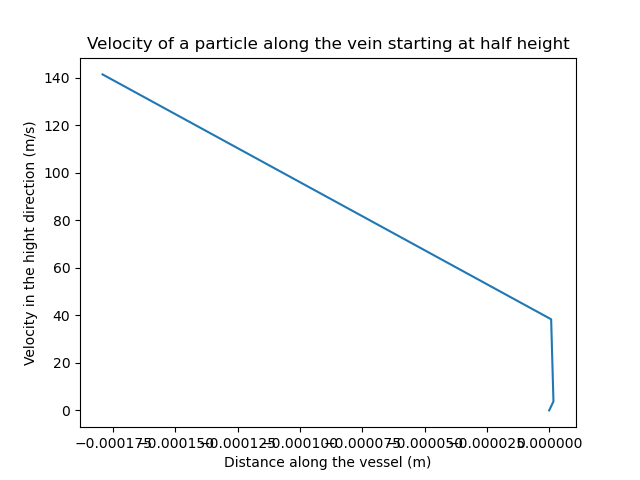 Velocity of a particle along the vein starting at half height
Velocity in the hight direction (m/s)
140
120
100
80
60
40
20
0
−0.000175 −0.000150 −0.000125 −0.000100 −0.000075 −0.000050 −0.000025 0.000000
Distance along the vessel (m)